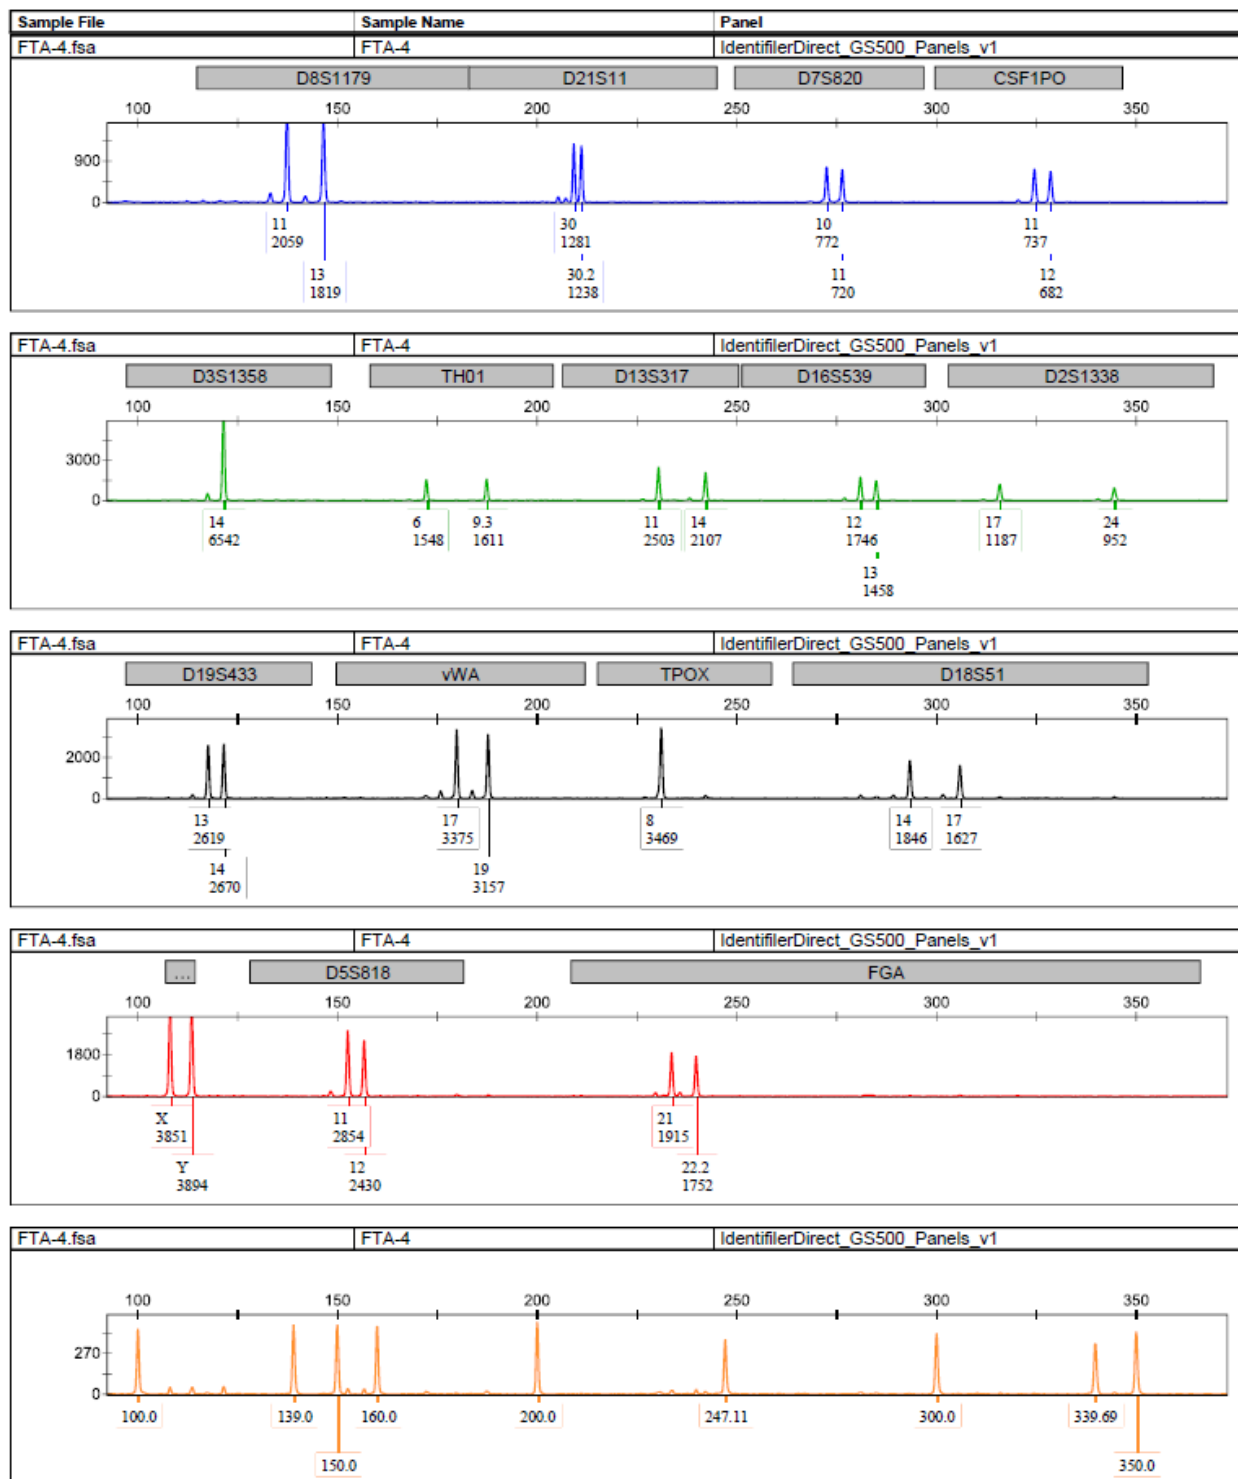 Sample File Sample Name Panel
FTA-4.fsa FTA-4 IdentifilerDirect_GS500_Panels_v1
D8S1179 D21S11 D7S820 CSF1PO
100 150 200 250 300 350
900
0
11 30 10 11
2059 1281 772 737
13 30.2 11 12
1819 1238 720 682
FTA-4.fsa FTA-4 IdentifilerDirect_GS500_Panels_v1
D3S1358 TH01 D13S317 D16S539 D2S1338
100 150 200 250 300 350
3000
0
14 6 9.3 11 14 12 17 24
6542 1548 1611 2503 2107 1746 1187 952
13
1458
FTA-4.fsa FTA-4 IdentifilerDirect_GS500_Panels_v1
D19S433 vWA TPOX D18S51
100 150 200 250 300 350
2000
0
13 17 8 14 17
2619 3375 3469 1846 1627
14 19
2670 3157
FTA-4.fsa FTA-4 IdentifilerDirect_GS500_Panels_v1
... D5S818 FGA
100 150 200 250 300 350
1800
0
X 11 21
3851 2854 1915
Y 12 22.2
3894 2430 1752
FTA-4.fsa FTA-4 IdentifilerDirect_GS500_Panels_v1
100 150 200 250 300 350
270
0
100.0 139.0 160.0 200.0 247.11 300.0 339.69
150.0 350.0